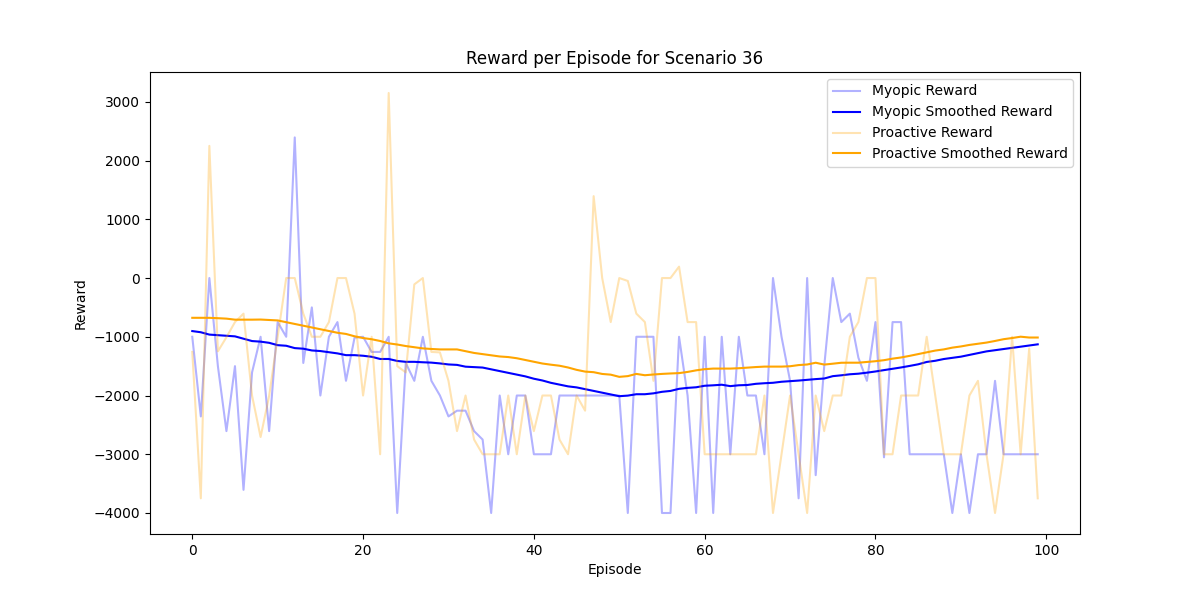 Reward per Episode for Scenario 36
Myopic Reward
Myopic Smoothed Reward
Proactive Reward
Proactive Smoothed Reward
Reward
3000
2000
1000
0
−1000
−2000
−3000
−4000
0 20 40 60 80 100
Episode